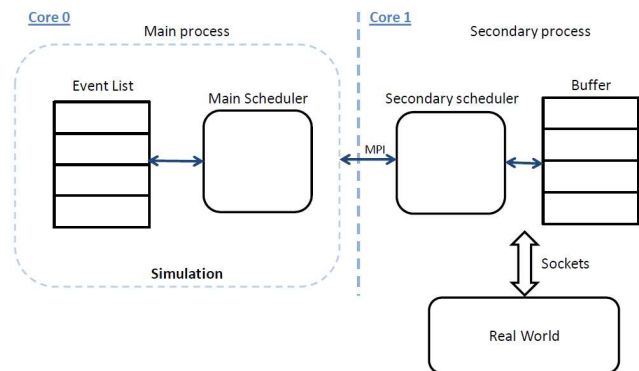 Core 0
Main process
Core 1
Secondary process
Event List
Main Scheduler
Secondary scheduler
Buffer
MPI
Simulation
Sockets
Real World